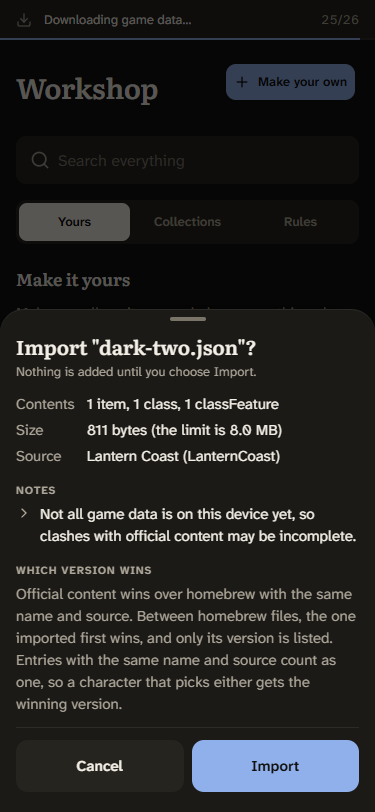 Downloading game data... 25/26
Workshop
+ Make your own
Search everything
Yours Collections Rules
Make it yours
Import "dark-two.json"?
Nothing is added until you choose Import.
Contents 1 item, 1 class, 1 classFeature
Size 811 bytes (the limit is 8.0 MB)
Source Lantern Coast (LanternCoast)
NOTES
Not all game data is on this device yet, so
clashes with official content may be incomplete.
WHICH VERSION WINS
Official content wins over homebrew with the same
name and source. Between homebrew files, the one
imported first wins, and only its version is listed.
Entries with the same name and source count as
one, so a character that picks either gets the
winning version.
Cancel Import